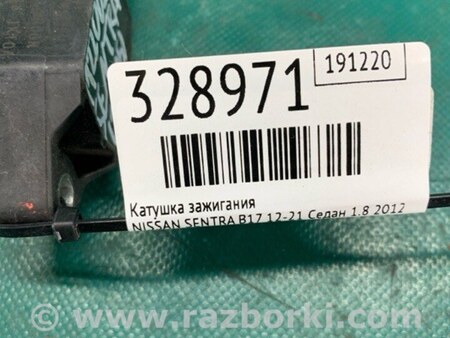 328971
191220
Катушка зажигания
NISSAN SENTRA B17 12-21 Седан 1.8 2012
© www.razborki.com